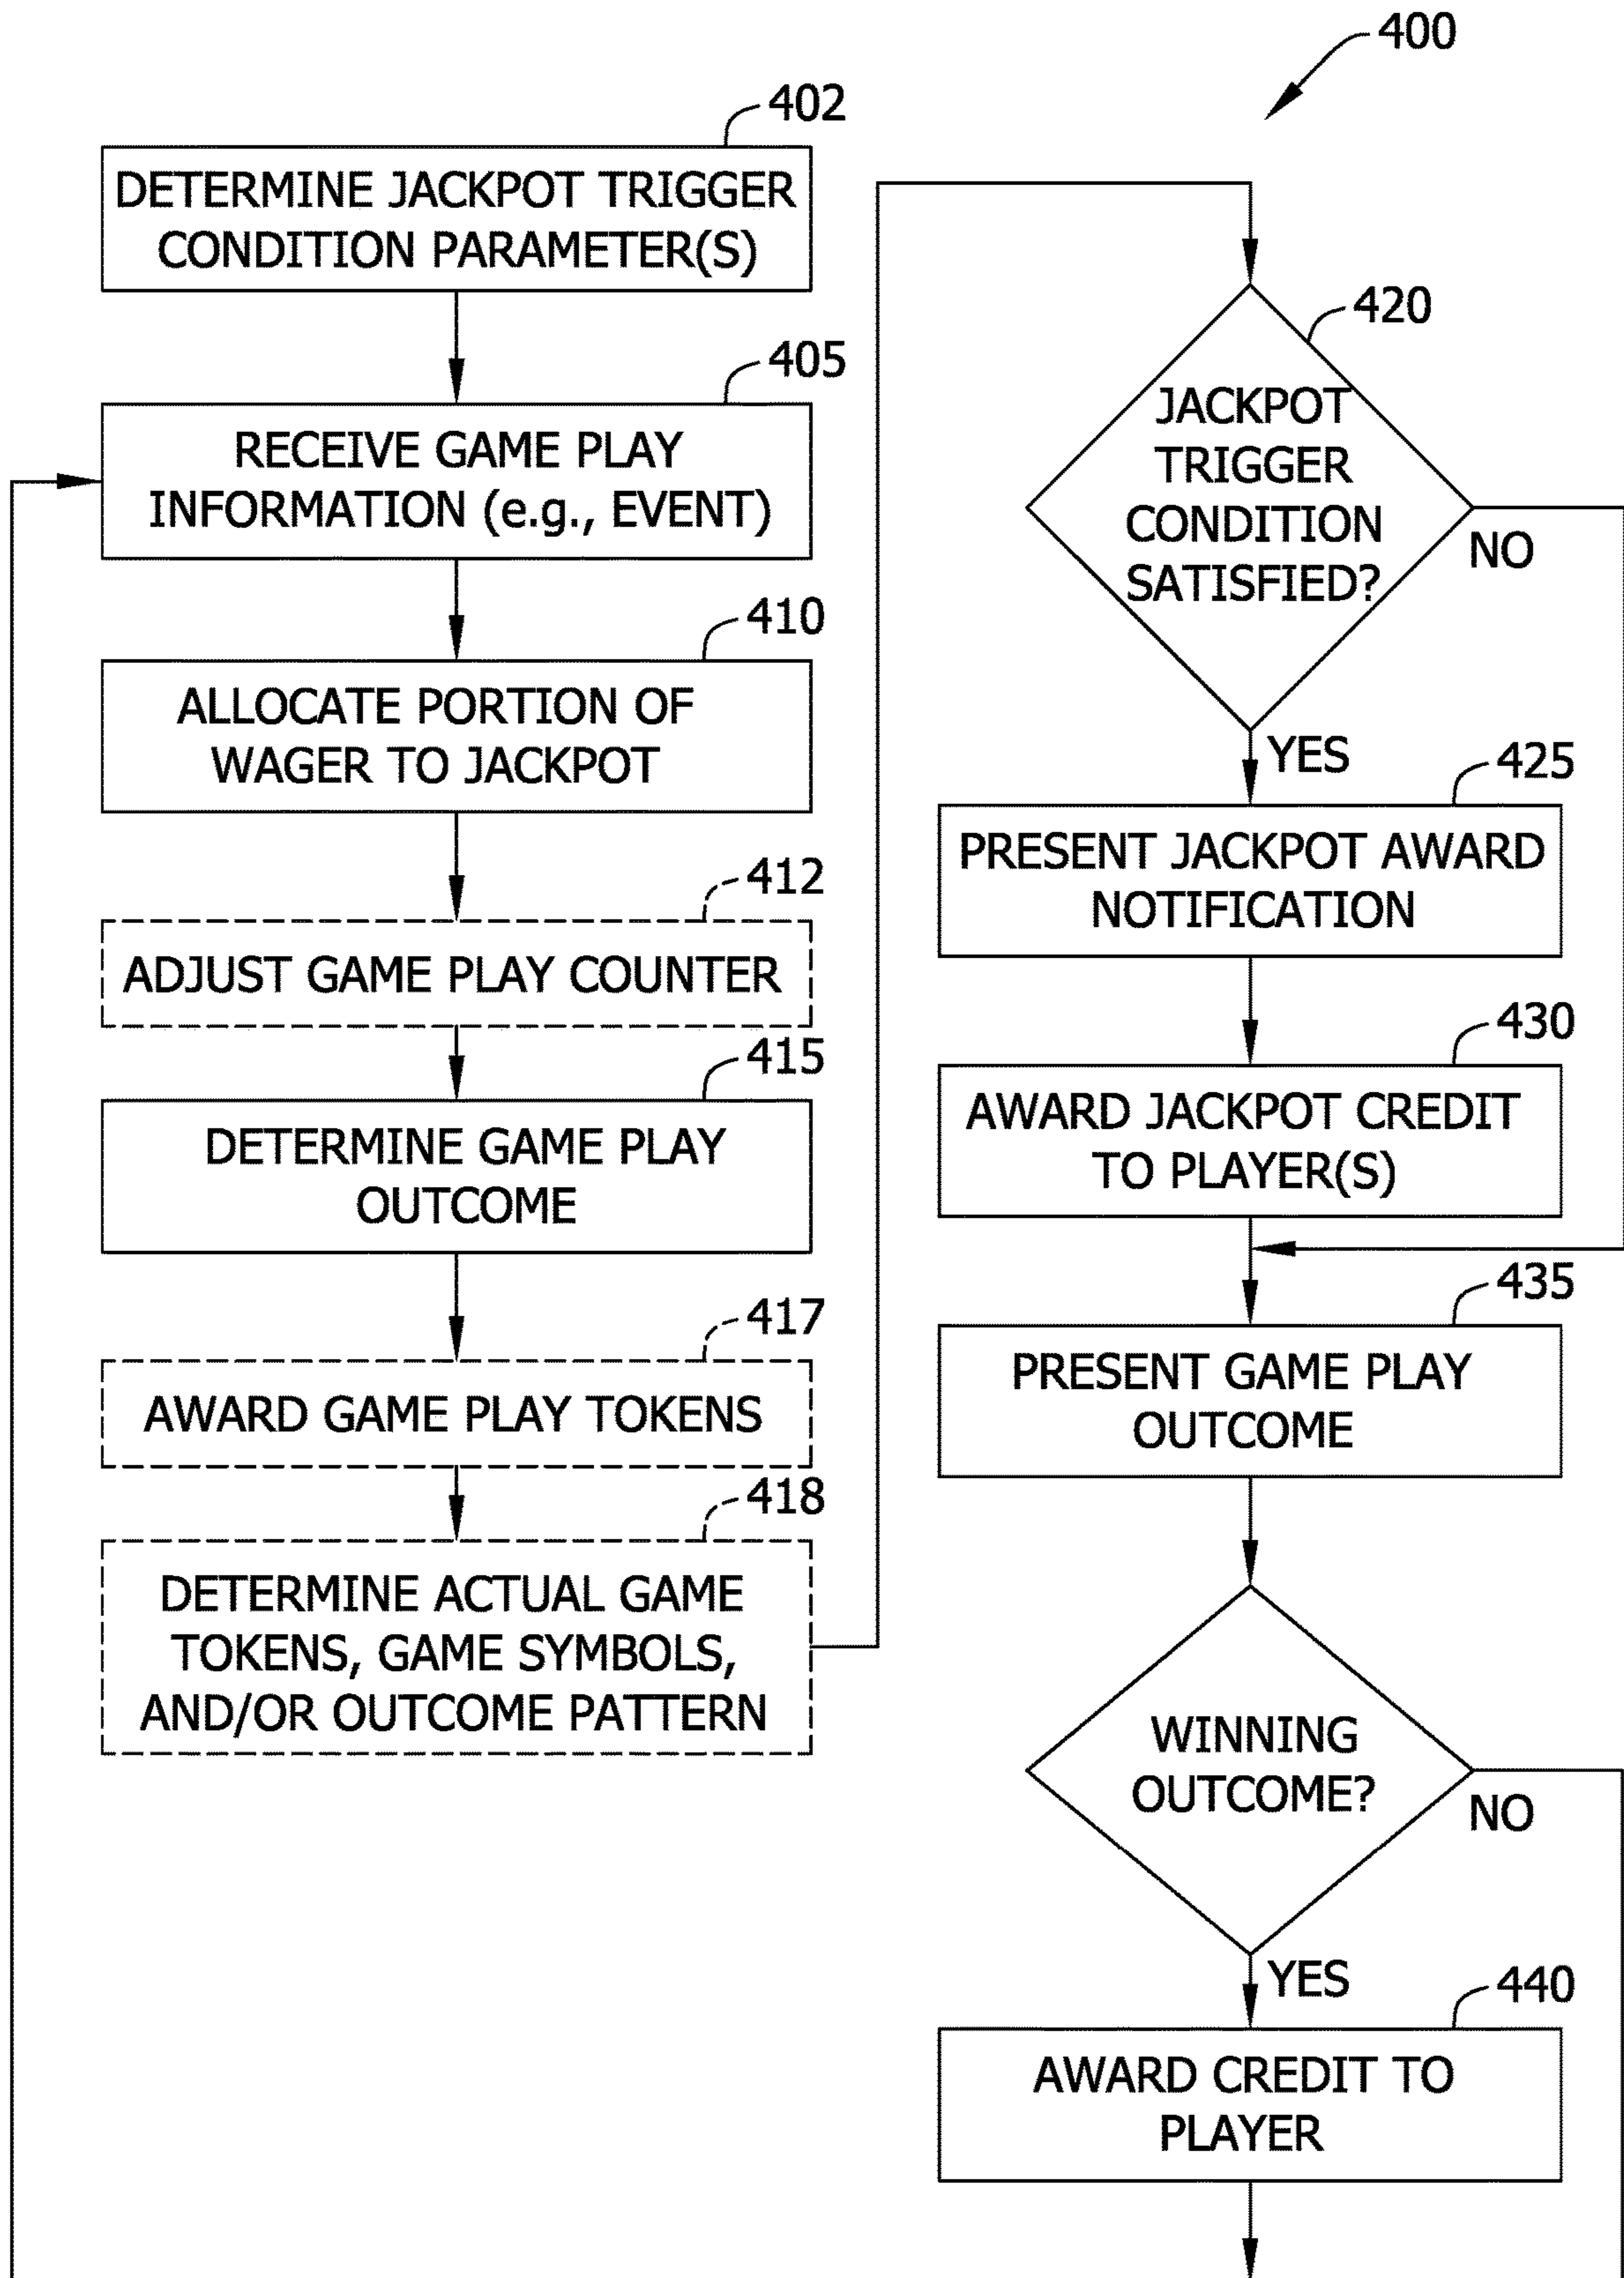 400
402
DETERMINE JACKPOT TRIGGER
CONDITION PARAMETER(S)
405
RECEIVE GAME PLAY
INFORMATION (e.g., EVENT)
410
ALLOCATE PORTION OF
WAGER TO JACKPOT
412
ADJUST GAME PLAY COUNTER
415
DETERMINE GAME PLAY
OUTCOME
417
AWARD GAME PLAY TOKENS
418
DETERMINE ACTUAL GAME
TOKENS, GAME SYMBOLS,
AND/OR OUTCOME PATTERN
420
JACKPOT
TRIGGER
CONDITION
SATISFIED?
NO
YES
425
PRESENT JACKPOT AWARD
NOTIFICATION
430
AWARD JACKPOT CREDIT
TO PLAYER(S)
435
PRESENT GAME PLAY
OUTCOME
WINNING
OUTCOME?
NO
YES
440
AWARD CREDIT TO
PLAYER